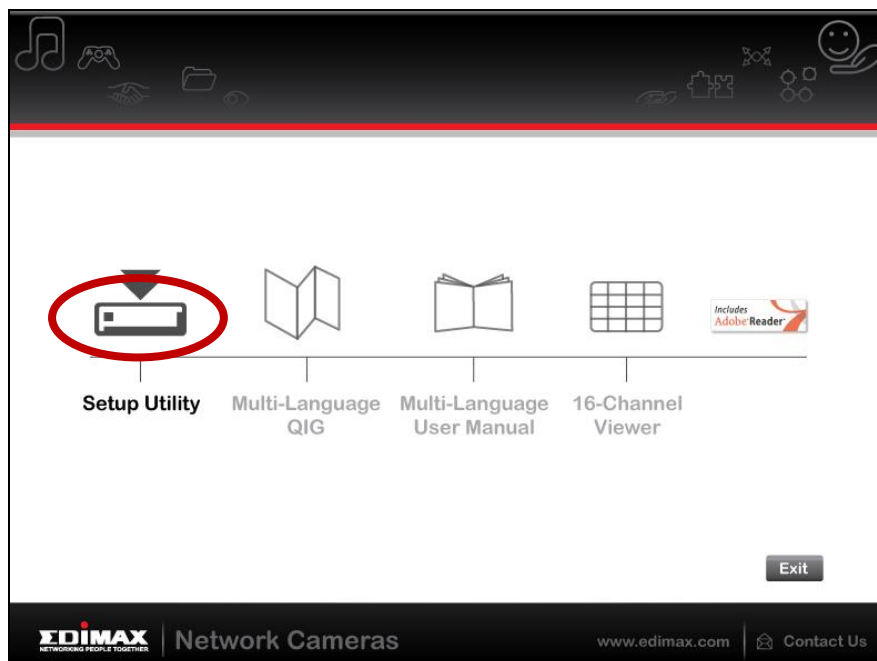 Includes
Adobe Reader
Setup Utility
Multi-Language
QIG
Multi-Language
User Manual
16-Channel
Viewer
Exit
EDIMAX
NETWORKING PEOPLE TOGETHER
Network Cameras
www.edimax.com
Contact Us